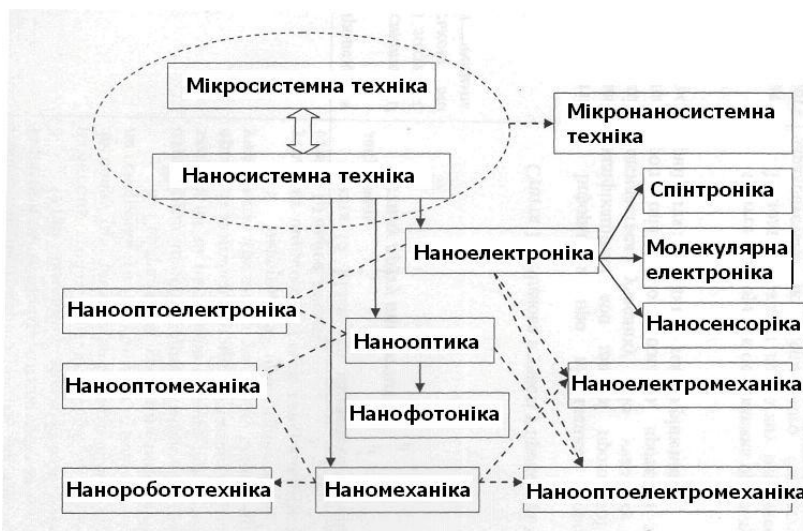 Мікросистемна техніка
Мікронаносистемна
техніка
Наносистемна техніка
Спінтроніка
Наноелектроніка
Молекулярна
електроніка
Нанооптоелектроніка
Наносенсоріка
Нанооптика
Нанооптомеханіка
Наноелектромеханіка
Нанофотоніка
Наноробототехніка
Наномеханіка
Нанооптоелектромеханіка